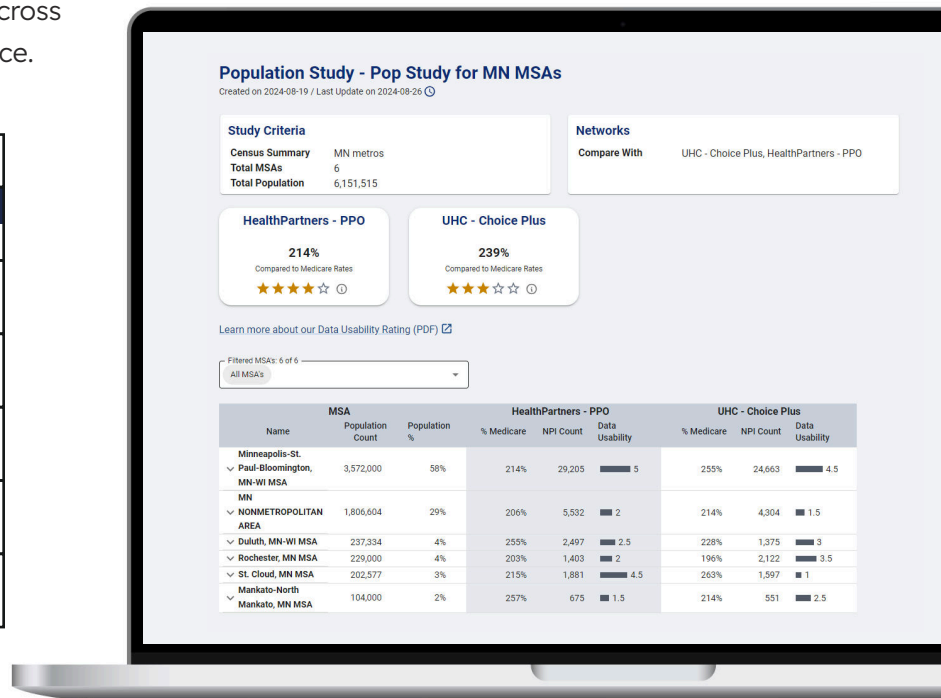 cross
ce.
Population Study - Pop Study for MN MSAs
Created on 2024-08-19 / Last Update on 2024-08-26
Study Criteria
Census Summary MN metros
Total MSAs 6
Total Population 6,151,515
Networks
Compare With UHC - Choice Plus, HealthPartners - PPO
HealthPartners - PPO
214%
Compared to Medicare Rates
UHC - Choice Plus
239%
Compared to Medicare Rates
Learn more about our Data Usability Rating (PDF)
Filtered MSA's: 6 of 6
All MSA's
MSA HealthPartners - PPO UHC - Choice Plus
Name Population Count Population % % Medicare NPI Count Data Usability % Medicare NPI Count Data Usability
Minneapolis-St.
Paul-Bloomington, 3,572,000 58% 214% 29,205 5 255% 24,663 4.5
MN-WI MSA
MN
NONMETROPOLITAN 1,806,604 29% 206% 5,532 2 214% 4,304 1.5
AREA
Duluth, MN-WI MSA 237,334 4% 255% 2,497 2.5 228% 1,375 3
Rochester, MN MSA 229,000 4% 203% 1,403 2 196% 2,122 3.5
St. Cloud, MN MSA 202,577 3% 215% 1,881 4.5 263% 1,597 1
Mankato-North
Mankato, MN MSA 104,000 2% 257% 675 1.5 214% 551 2.5